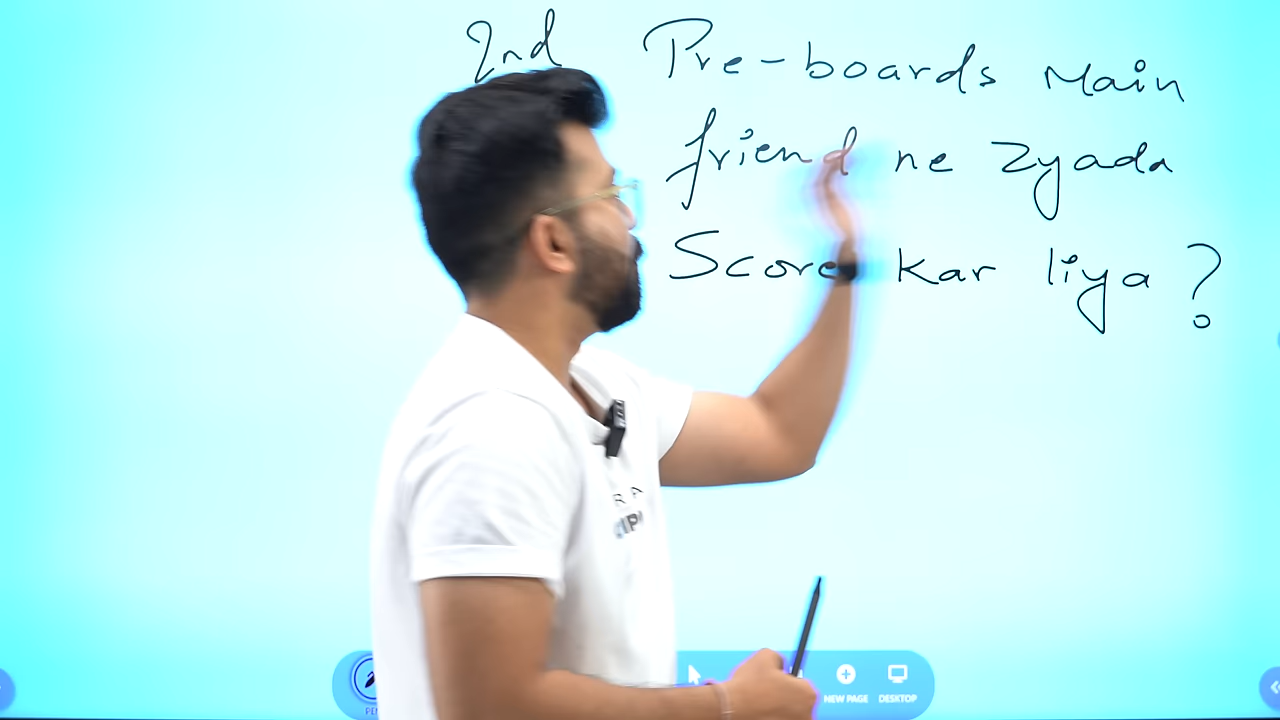 2nd Pre-boards Main
friend ne zyada
Score kar liya ?
NEW PAGE DESKTOP